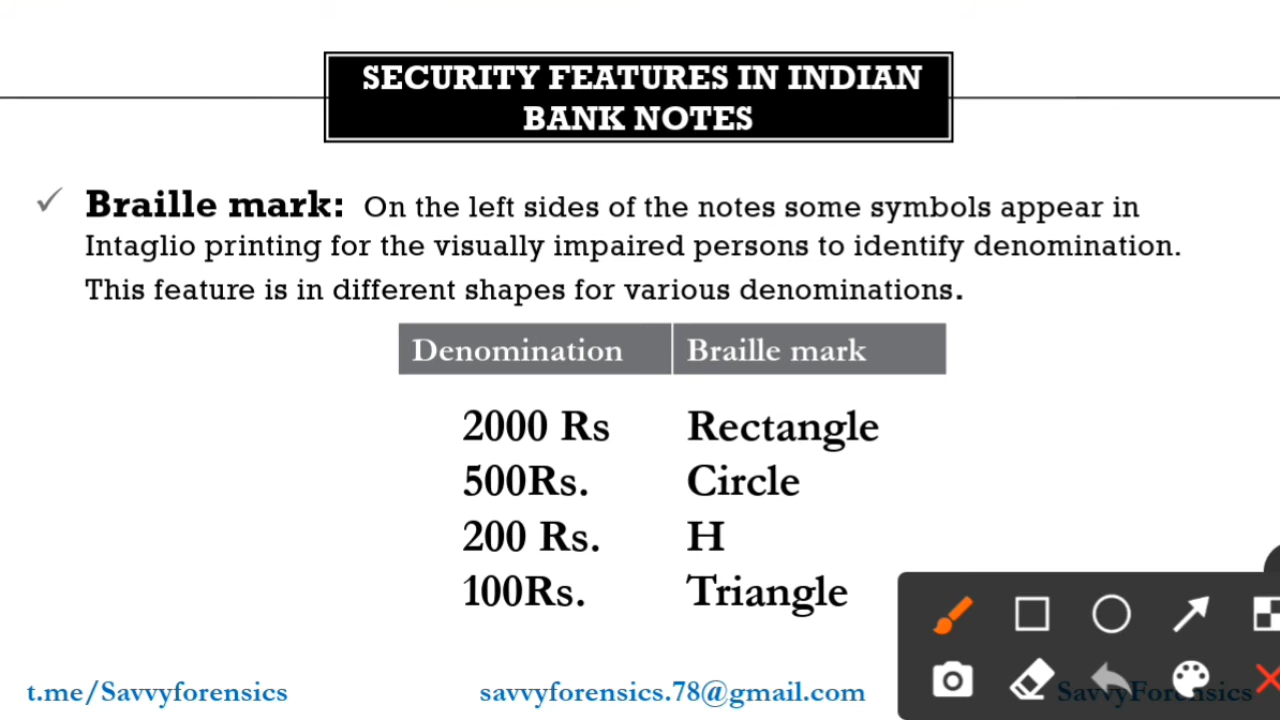 SECURITY FEATURES IN INDIAN
BANK NOTES
Braille mark: On the left sides of the notes some symbols appear in
Intaglio printing for the visually impaired persons to identify denomination.
This feature is in different shapes for various denominations.
Denomination Braille mark
2000 Rs Rectangle
500Rs. Circle
200 Rs. H
100Rs. Triangle
t.me/Savvyforensics savvyforensics.78@gmail.com SavvyForensics